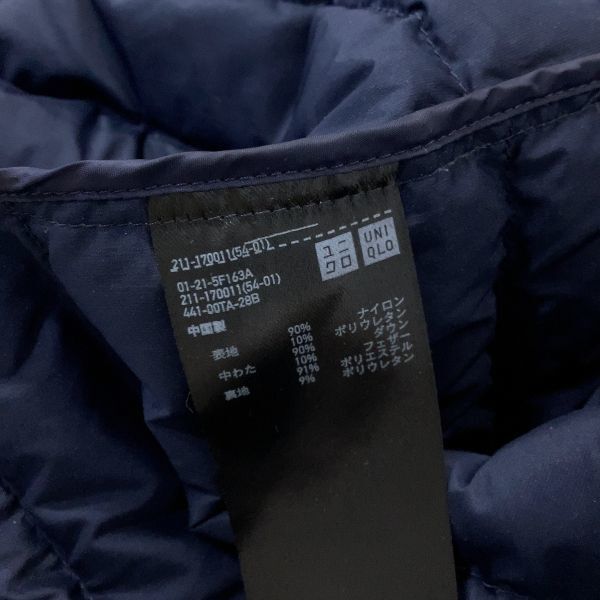 211-170011(54-01)
ユニ
クロ
UNI
QLO
01-21-5F163A
211-170011(54-01)
441-00TA-28B
中国製
表地 90% ナイロン
10% ポリウレタン
中わた 90% ダウン
10% フェザー
裏地 91% ポリエステル
9% ポリウレタン